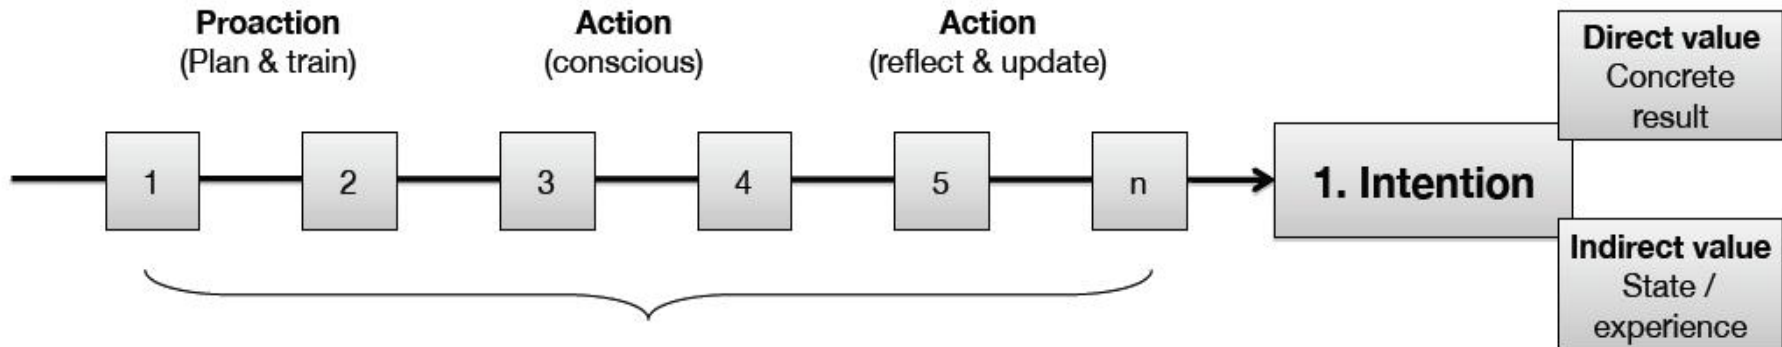 Proaction
(Plan & train)
Action
(conscious)
Action
(reflect & update)
1
2
3
4
5
n
1. Intention
Direct value
Concrete
result
Indirect value
State /
experience